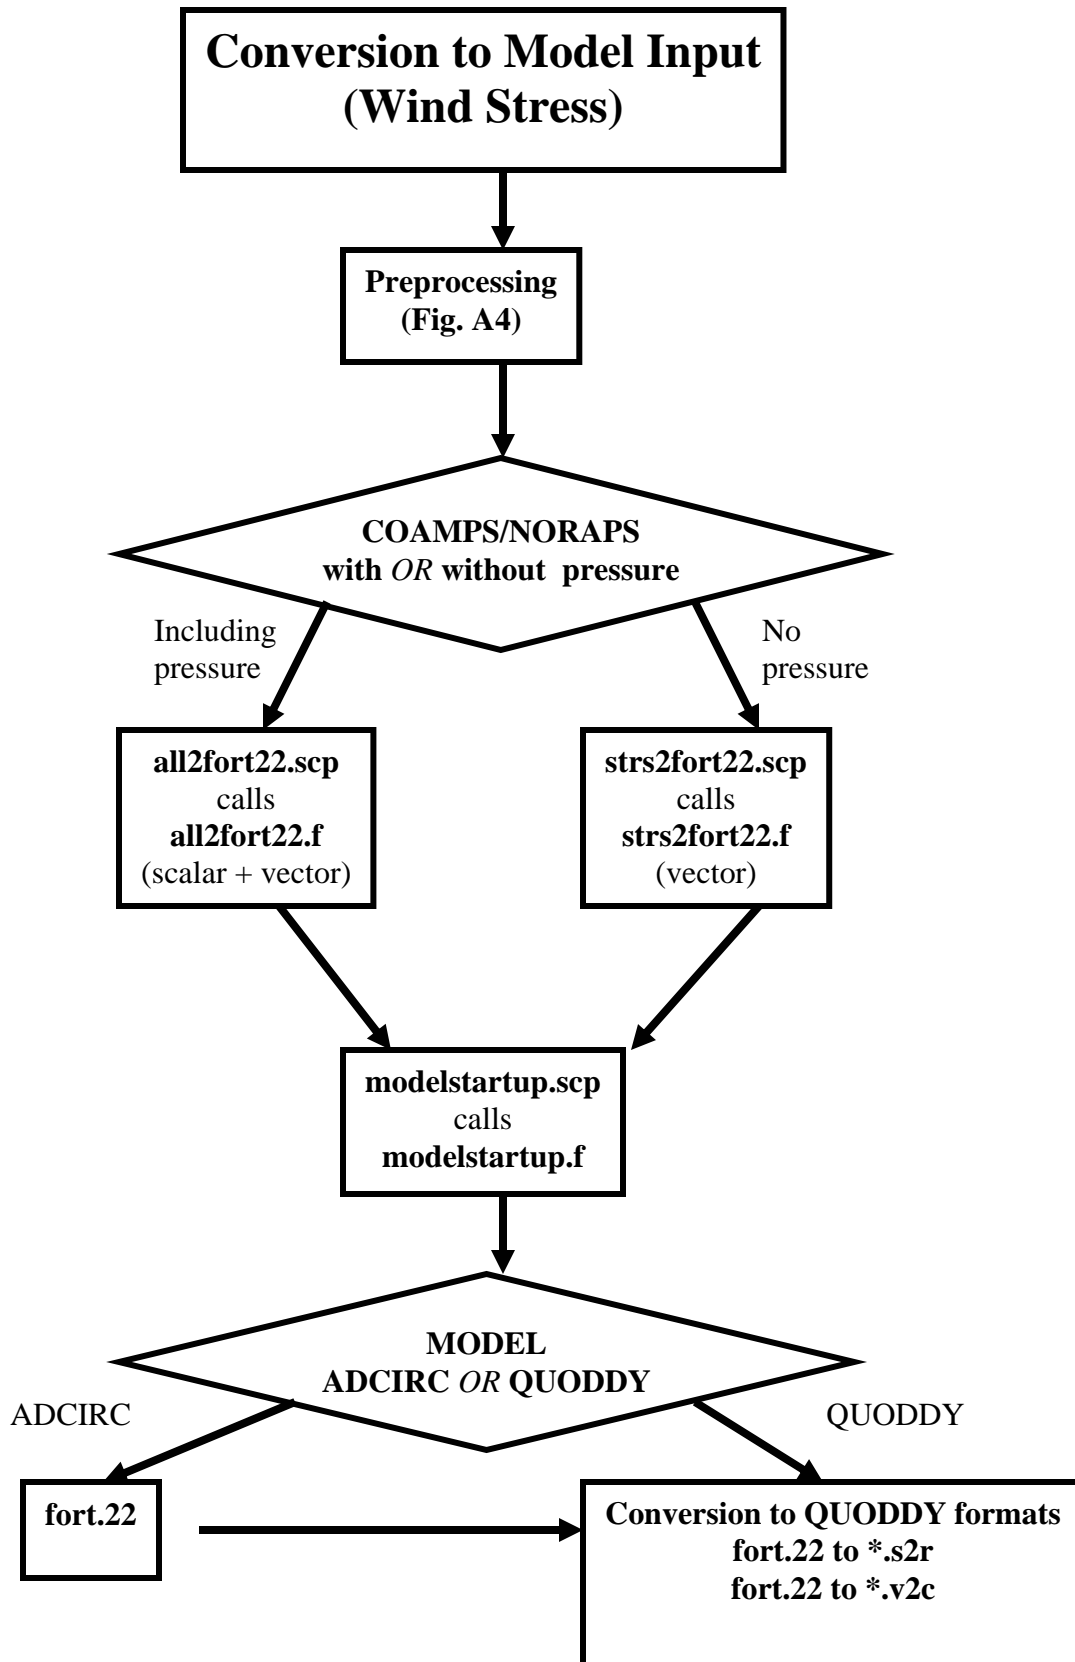 Conversion to Model Input
(Wind Stress)
Preprocessing
(Fig. A4)
COAMPS/NORAPS
with OR without pressure
Including
pressure
No
pressure
all2fort22.scp
calls
all2fort22.f
(scalar + vector)
strs2fort22.scp
calls
strs2fort22.f
(vector)
modelstartup.scp
calls
modelstartup.f
MODEL
ADCIRC OR QUODDY
ADCIRC
QUODDY
fort.22
Conversion to QUODDY formats
fort.22 to *.s2r
fort.22 to *.v2c